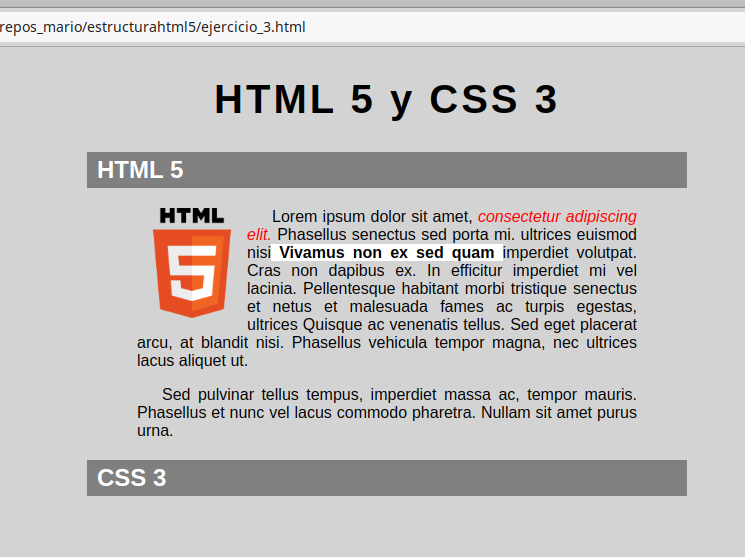 repos_mario/estructurahtml5/ejercicio_3.html
HTML 5 y CSS 3
HTML 5
HTML
5
Lorem ipsum dolor sit amet, consectetur adipiscing
elit. Phasellus senectus sed porta mi. ultrices euismod
nisi Vivamus non ex sed quam imperdiet volutpat.
Cras non dapibus ex. In efficitur imperdiet mi vel
lacinia. Pellentesque habitant morbi tristique senectus
et netus et malesuada fames ac turpis egestas,
ultrices Quisque ac venenatis tellus. Sed eget placerat
arcu, at blandit nisi. Phasellus vehicula tempor magna, nec ultrices
lacus aliquet ut.
Sed pulvinar tellus tempus, imperdiet massa ac, tempor mauris.
Phasellus et nunc vel lacus commodo pharetra. Nullam sit amet purus
urna.
CSS 3